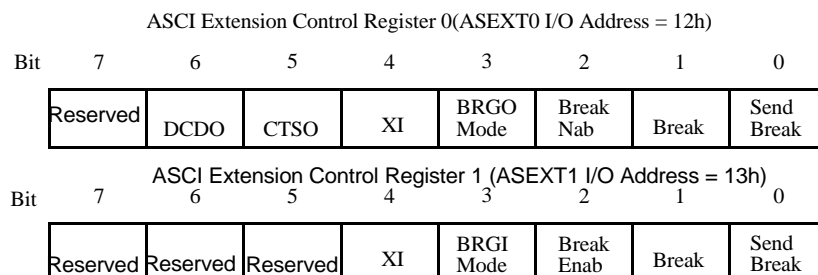 ASCI Extension Control Register 0(ASEXT0 I/O Address = 12h)
Bit 7 6 5 4 3 2 1 0
Reserved DCDO CTSO XI BRGO Mode Break Nab Break Send Break
ASCI Extension Control Register 1 (ASEXT1 I/O Address = 13h)
Bit 7 6 5 4 3 2 1 0
Reserved Reserved Reserved XI BRGI Mode Break Enab Break Send Break